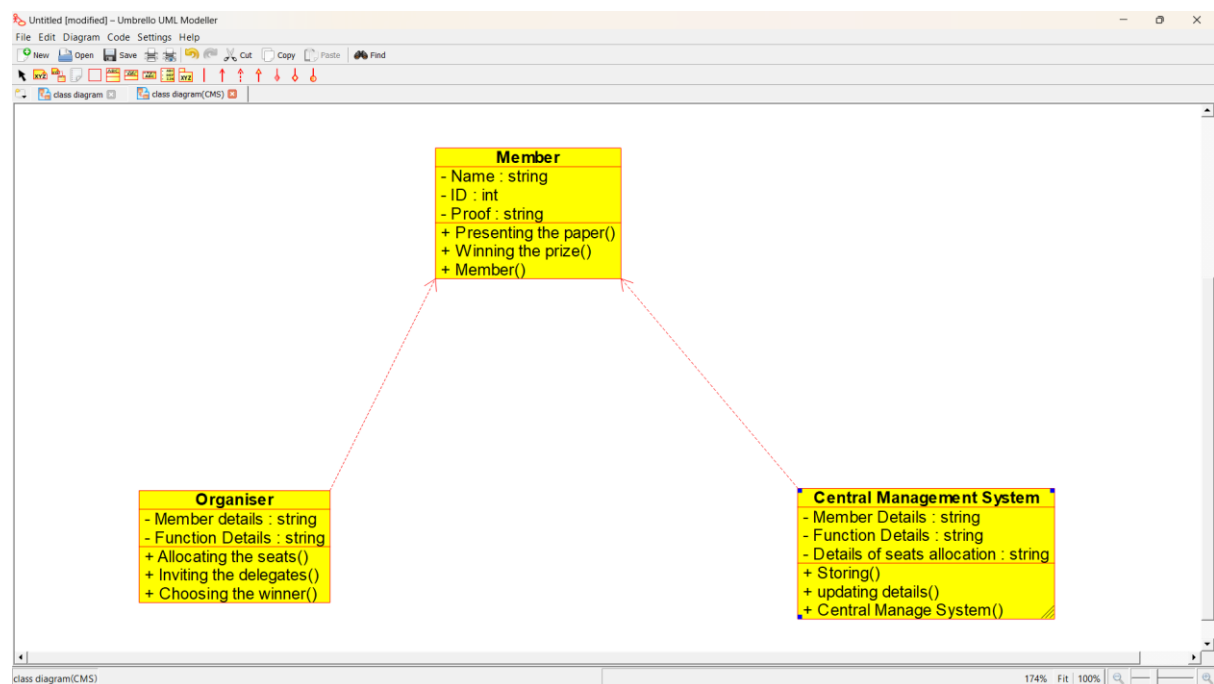 Untitled [modified] – Umbrello UML Modeller
File Edit Diagram Code Settings Help
New Open Save Cut Copy Paste Find
class diagram class diagram(CMS)
Member
- Name : string
- ID : int
- Proof : string
+ Presenting the paper()
+ Winning the prize()
+ Member()
Organiser
- Member details : string
- Function Details : string
+ Allocating the seats()
+ Inviting the delegates()
+ Choosing the winner()
Central Management System
- Member Details : string
- Function Details : string
- Details of seats allocation : string
+ Storing()
+ updating details()
+ Central Manage System()
class diagram(CMS)
174% Fit 100%